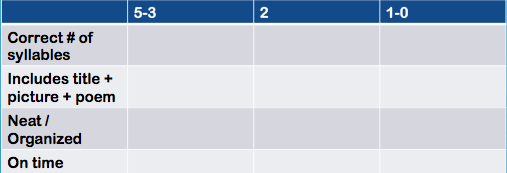 5-3 2 1-0
Correct # of
syllables
Includes title +
picture + poem
Neat /
Organized
On time